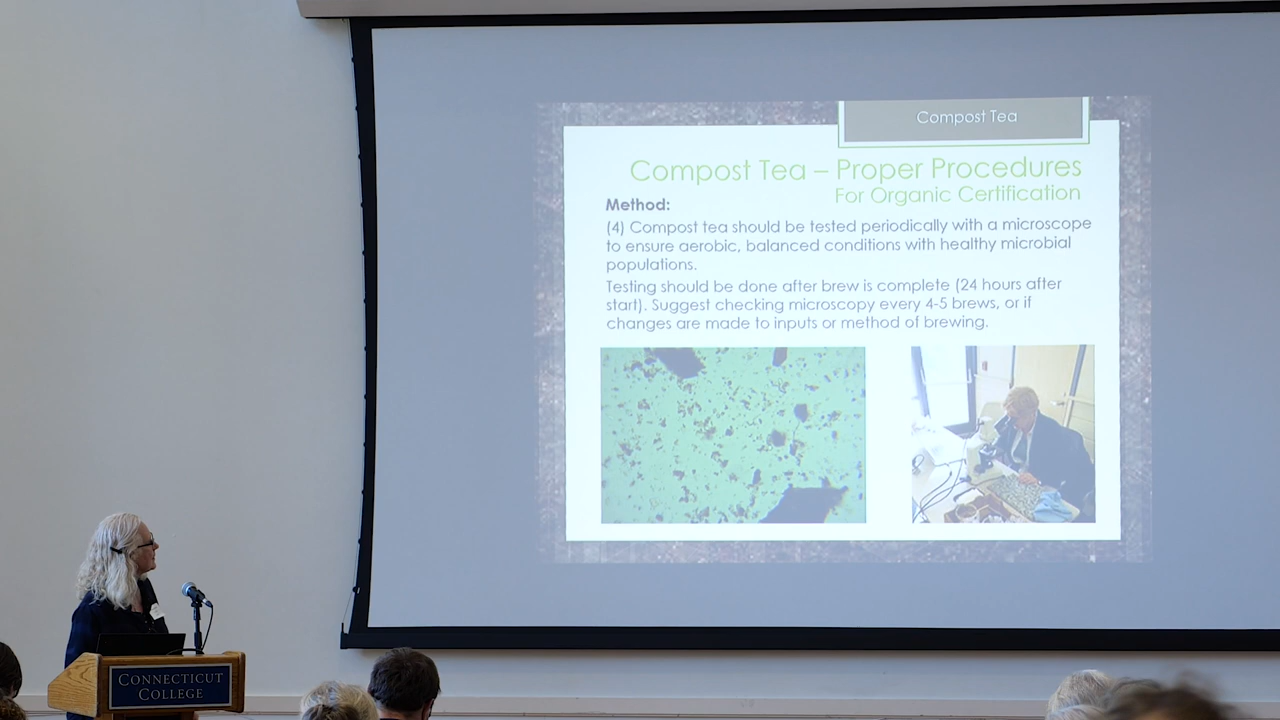 Compost Tea
Compost Tea – Proper Procedures
For Organic Certification
Method:
(4) Compost tea should be tested periodically with a microscope
to ensure aerobic, balanced conditions with healthy microbial
populations.
Testing should be done after brew is complete (24 hours after
start). Suggest checking microscopy every 4-5 brews, or if
changes are made to inputs or method of brewing.
CONNECTICUT
COLLEGE